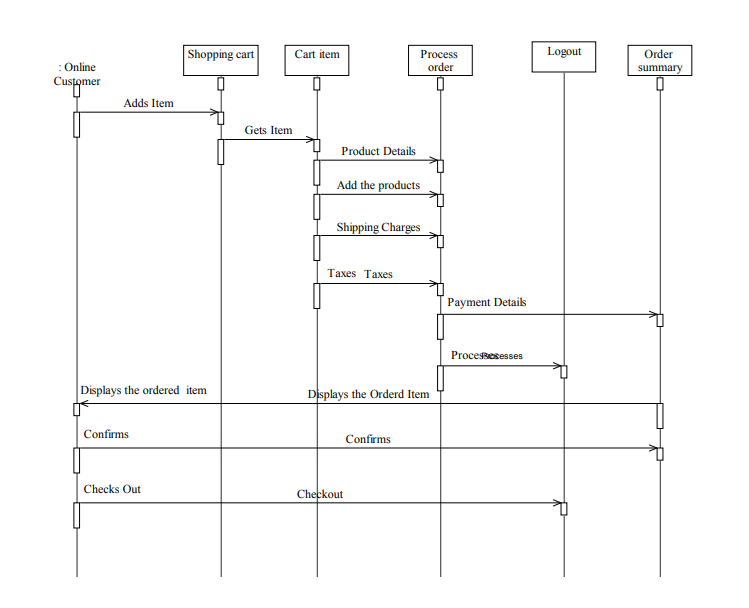 : Online
Customer
Shopping cart
Cart item
Process
order
Logout
Order
summary
Adds Item
Gets Item
Product Details
Add the products
Shipping Charges
Taxes Taxes
Payment Details
Processes Processes
Displays the ordered item
Displays the Orderd Item
Confirms
Confirms
Checks Out
Checkout